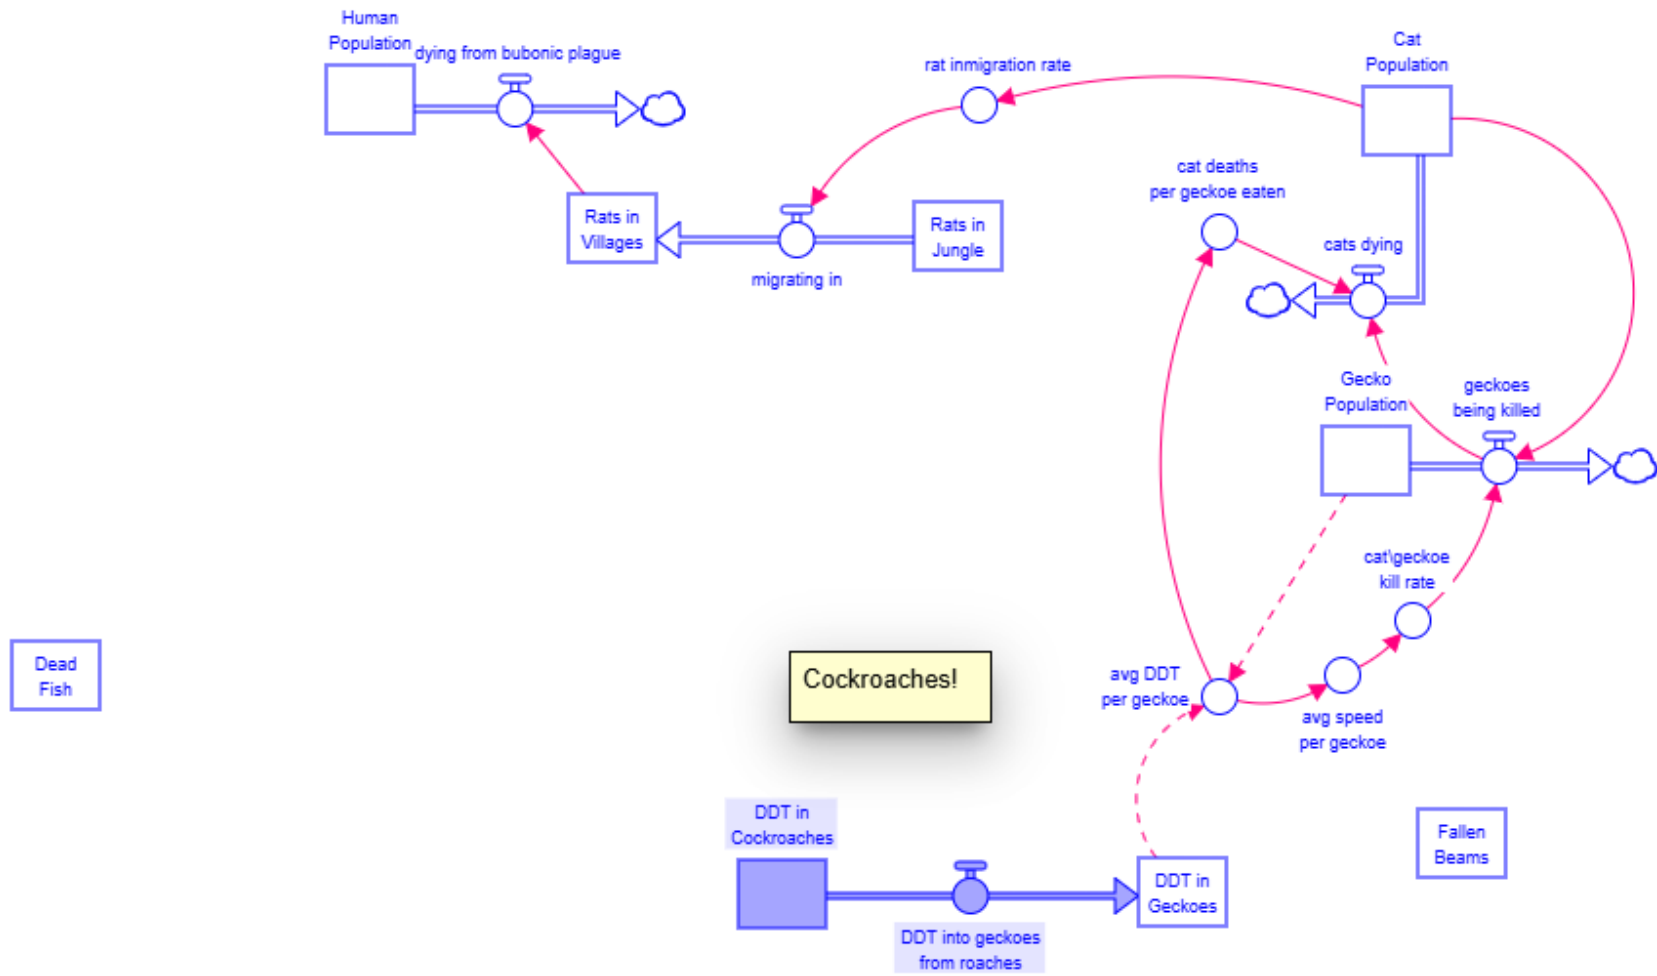 Human
Population
dying from bubonic plague
rat inmigration rate
Cat
Population
cat deaths
per geckoe eaten
Rats in
Villages
Rats in
Jungle
migrating in
cats dying
Gecko
Population
geckoes
being killed
cat\geckoe
kill rate
Dead
Fish
Cockroaches!
avg DDT
per geckoe
avg speed
per geckoe
DDT in
Cockroaches
Fallen
Beams
DDT in
Geckoes
DDT into geckoes
from roaches